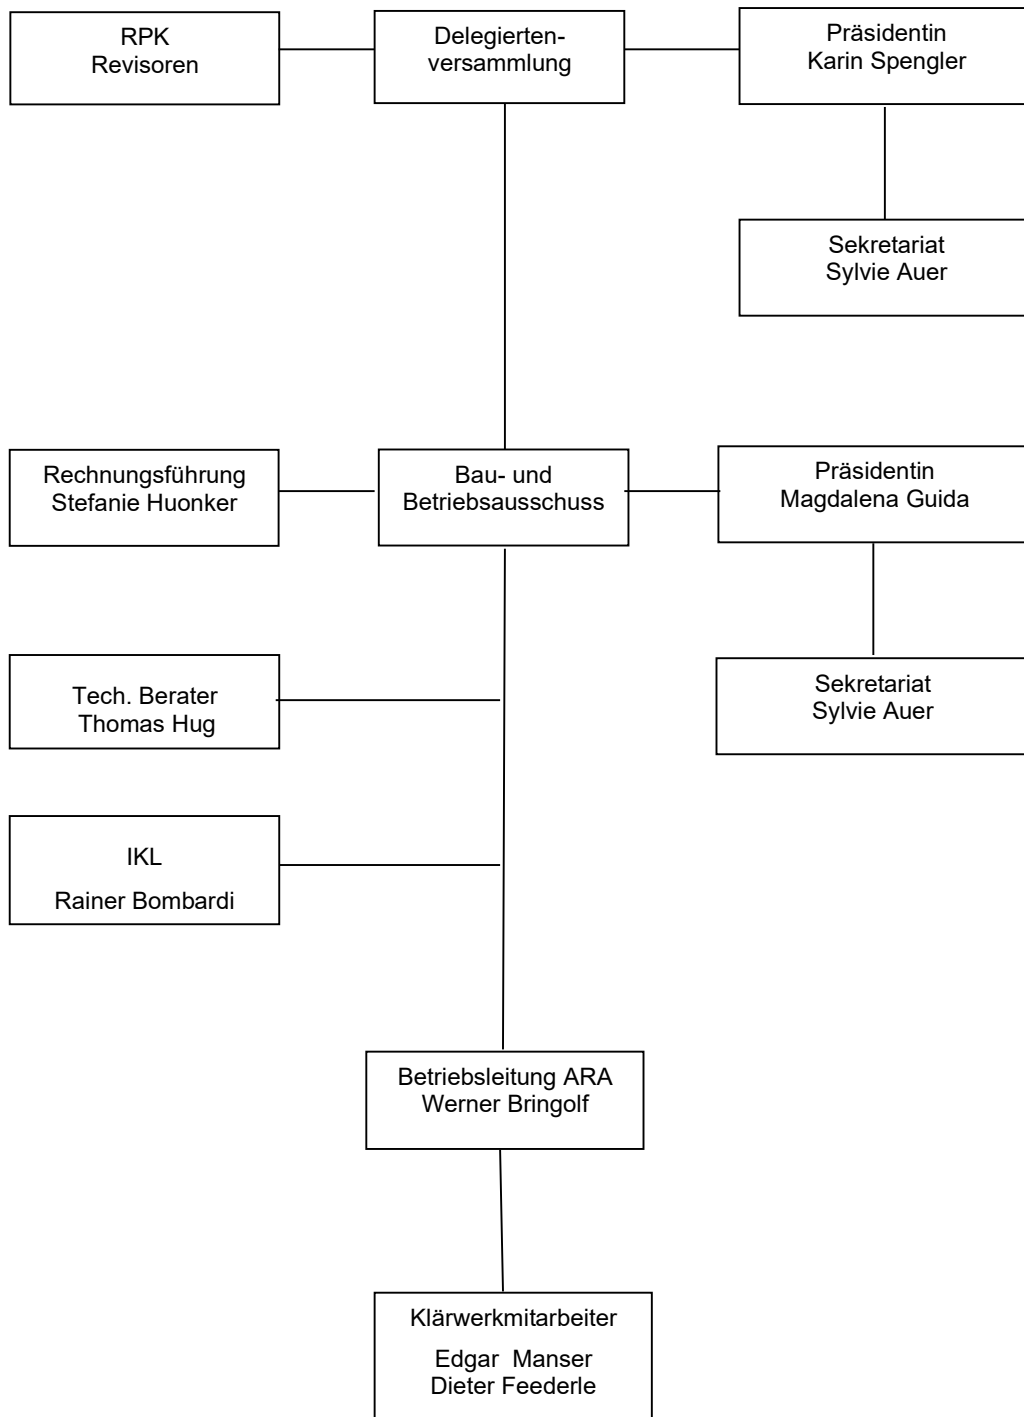 RPK
Revisoren
Delegierten-
versammlung
Präsidentin
Karin Spengler
Sekretariat
Sylvie Auer
Rechnungsführung
Stefanie Huonker
Bau- und
Betriebsausschuss
Präsidentin
Magdalena Guida
Tech. Berater
Thomas Hug
Sekretariat
Sylvie Auer
IKL
Rainer Bombardi
Betriebsleitung ARA
Werner Bringolf
Klärwerkmitarbeiter
Edgar  Manser
Dieter Feederle